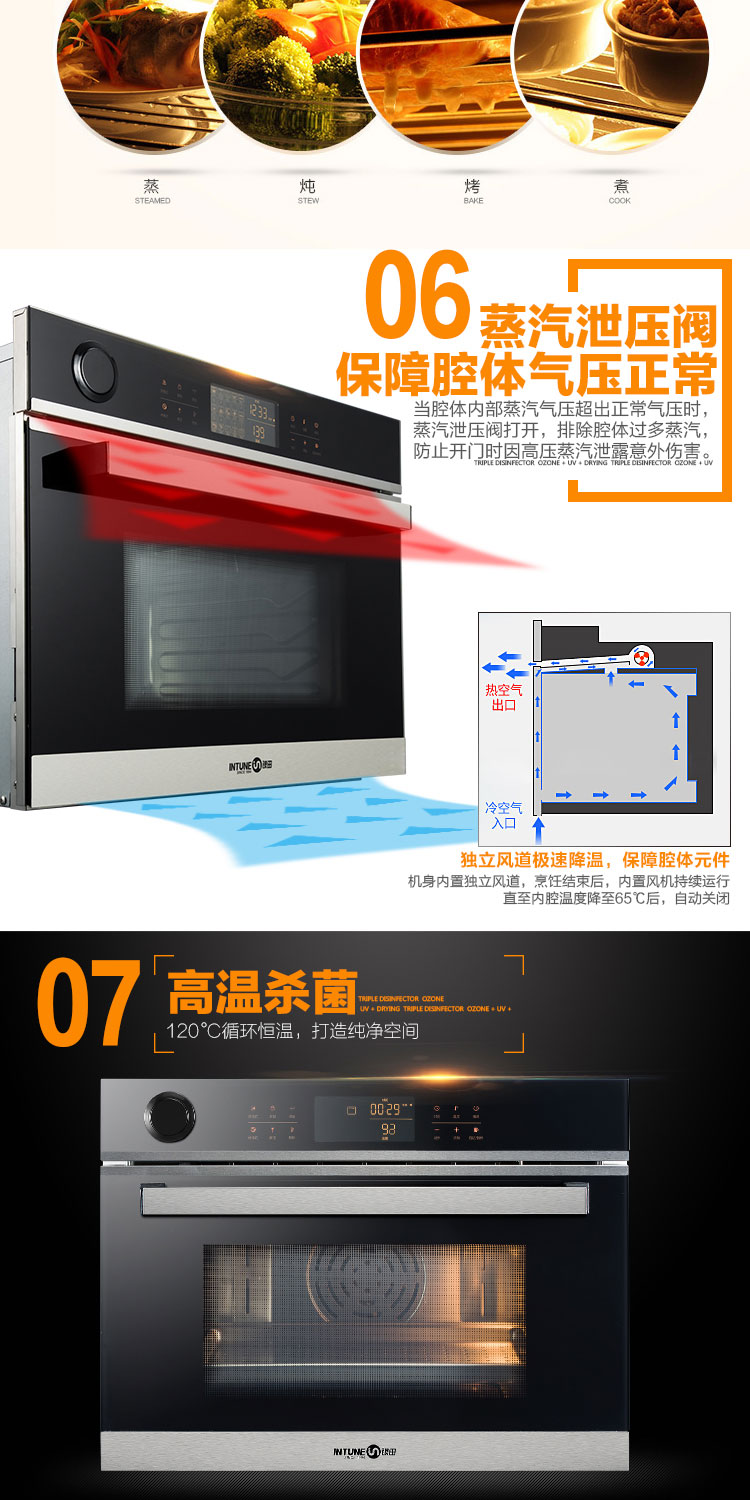 蒸
STEAMED
炖
STEW
烤
BAKE
煮
COOK
06
蒸汽泄压阀
保障腔体气压正常
当腔体内部蒸汽气压超出正常气压时，
蒸汽泄压阀打开，排除腔体过多蒸汽，
防止开门时因高压蒸汽泄露意外伤害。
TRIPLE DISINFECTOR OZONE + UV + DRYING TRIPLE DISINFECTOR OZONE + UV
12:33
139
INTUNE
热空气
出口
冷空气
入口
独立风道极速降温，保障腔体元件
机身内置独立风道，烹饪结束后，内置风机持续运行
直至内腔温度降至65℃后，自动关闭
07
高温杀菌
TRIPLE DISINFECTOR OZONE
UV + DRYING TRIPLE DISINFECTOR OZONE + UV +
120°C循环恒温，打造纯净空间
00:29
93
INTUNE